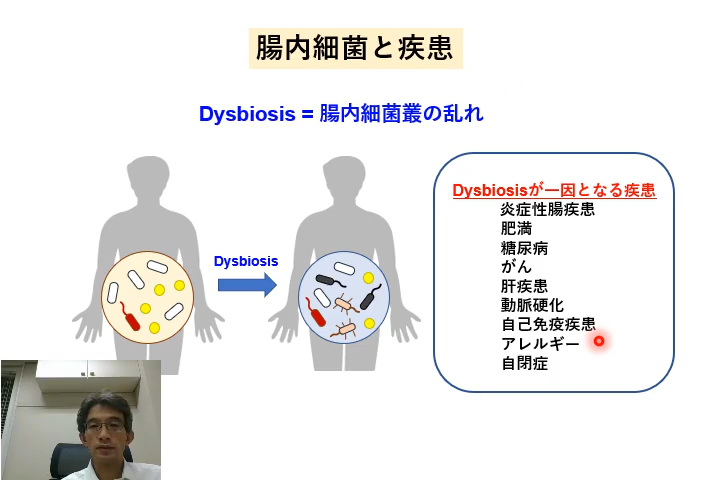 腸内細菌と疾患
Dysbiosis = 腸内細菌叢の乱れ
Dysbiosis
Dysbiosisが一因となる疾患
炎症性腸疾患
肥満
糖尿病
がん
肝疾患
動脈硬化
自己免疫疾患
アレルギー
自閉症